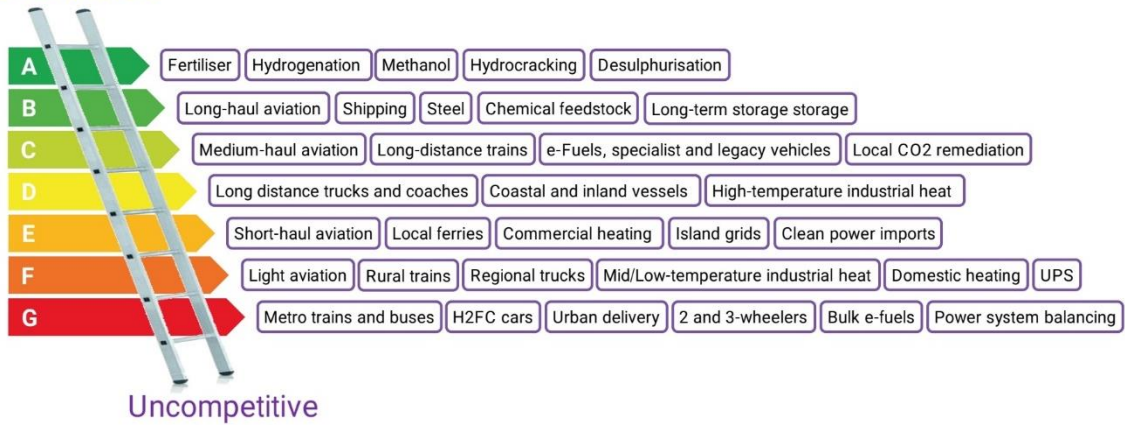 A Fertiliser Hydrogenation Methanol Hydrocracking Desulphurisation
B Long-haul aviation Shipping Steel Chemical feedstock Long-term storage storage
C Medium-haul aviation Long-distance trains e-Fuels, specialist and legacy vehicles Local CO2 remediation
D Long distance trucks and coaches Coastal and inland vessels High-temperature industrial heat
E Short-haul aviation Local ferries Commercial heating Island grids Clean power imports
F Light aviation Rural trains Regional trucks Mid/Low-temperature industrial heat Domestic heating UPS
G Metro trains and buses H2FC cars Urban delivery 2 and 3-wheelers Bulk e-fuels Power system balancing
Uncompetitive